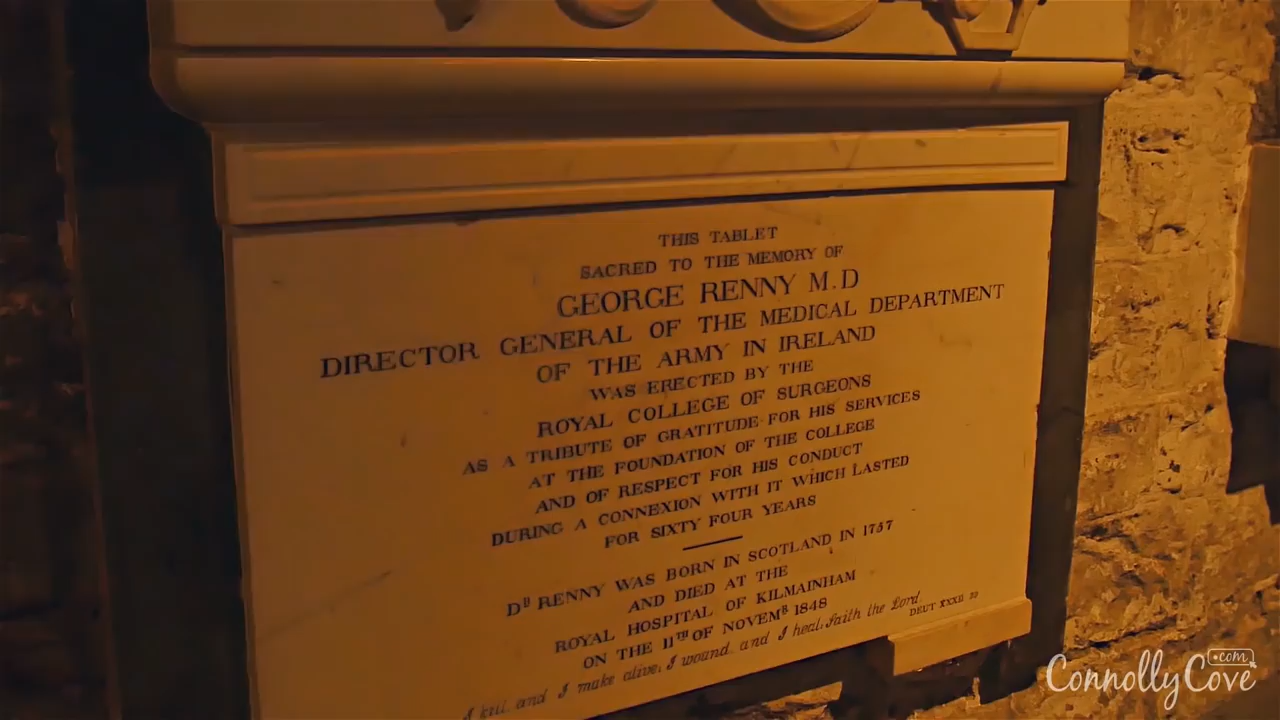 THIS TABLET
SACRED TO THE MEMORY OF
GEORGE RENNY M.D
DIRECTOR GENERAL OF THE MEDICAL DEPARTMENT
OF THE ARMY IN IRELAND
WAS ERECTED BY THE
ROYAL COLLEGE OF SURGEONS
AS A TRIBUTE OF GRATITUDE FOR HIS SERVICES
AT THE FOUNDATION OF THE COLLEGE
AND OF RESPECT FOR HIS CONDUCT
DURING A CONNEXION WITH IT WHICH LASTED
FOR SIXTY FOUR YEARS
DR RENNY WAS BORN IN SCOTLAND IN 1757
AND DIED AT THE
ROYAL HOSPITAL OF KILMAINHAM
ON THE 11TH OF NOVEMR 1848
I kill and I make alive, I wound and I heal, saith the Lord. DEUT XXXII 39
ConnollyCove.com